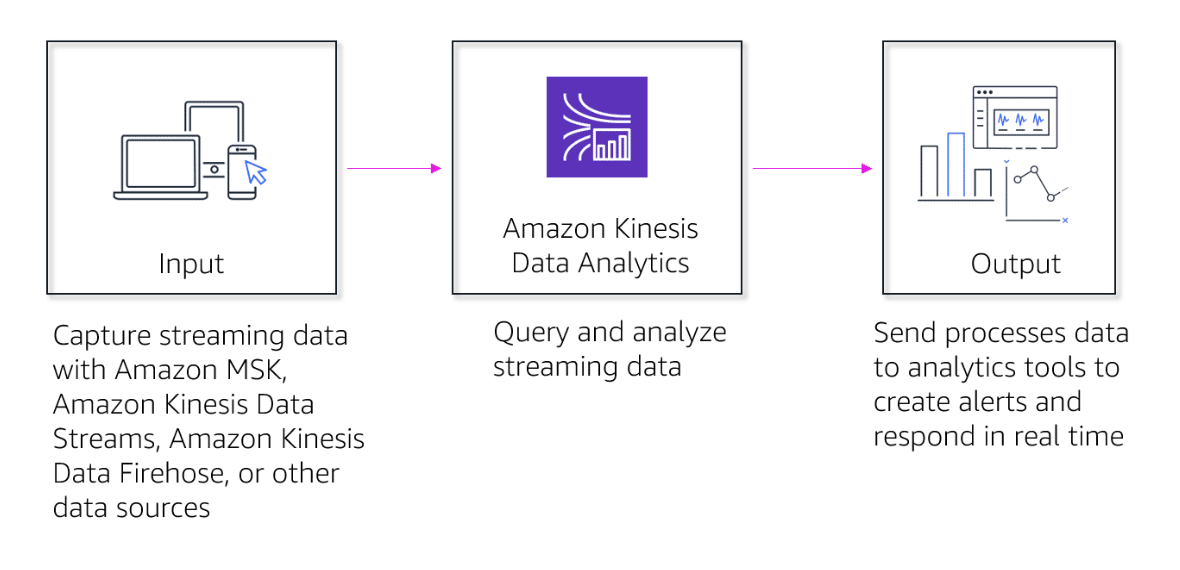 Input
Capture streaming data
with Amazon MSK,
Amazon Kinesis Data
Streams, Amazon Kinesis
Data Firehose, or other
data sources
Amazon Kinesis
Data Analytics
Query and analyze
streaming data
Output
Send processes data
to analytics tools to
create alerts and
respond in real time